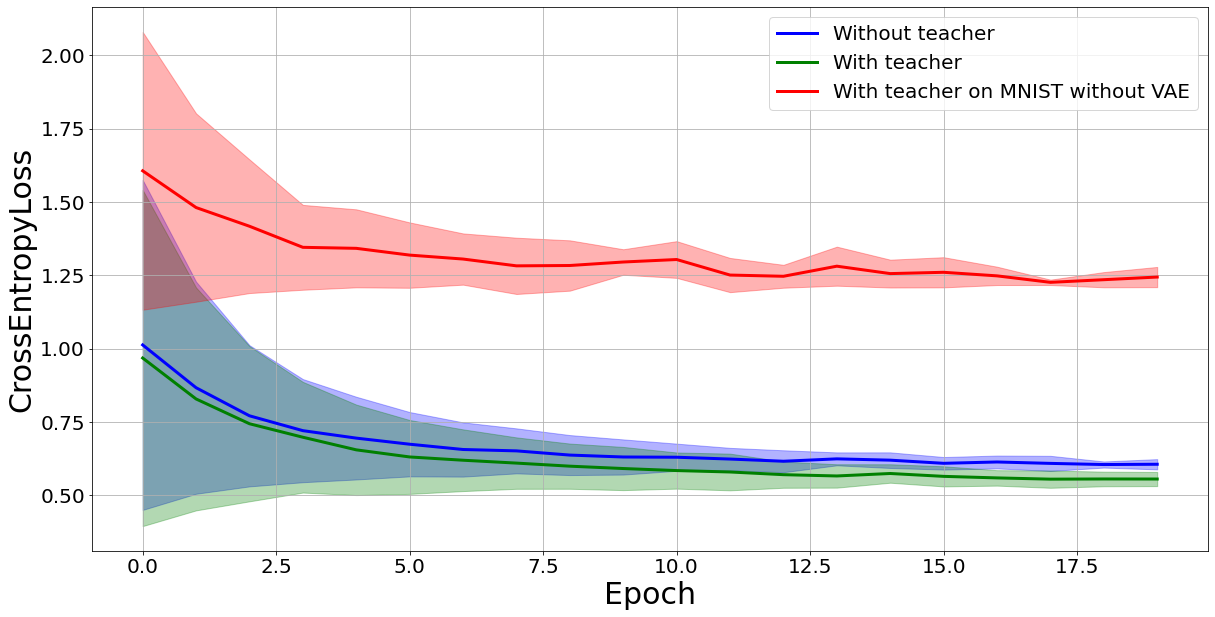 CrossEntropyLoss
2.00
1.75
1.50
1.25
1.00
0.75
0.50
Without teacher
With teacher
With teacher on MNIST without VAE
0.0 2.5 5.0 7.5 10.0 12.5 15.0 17.5
Epoch